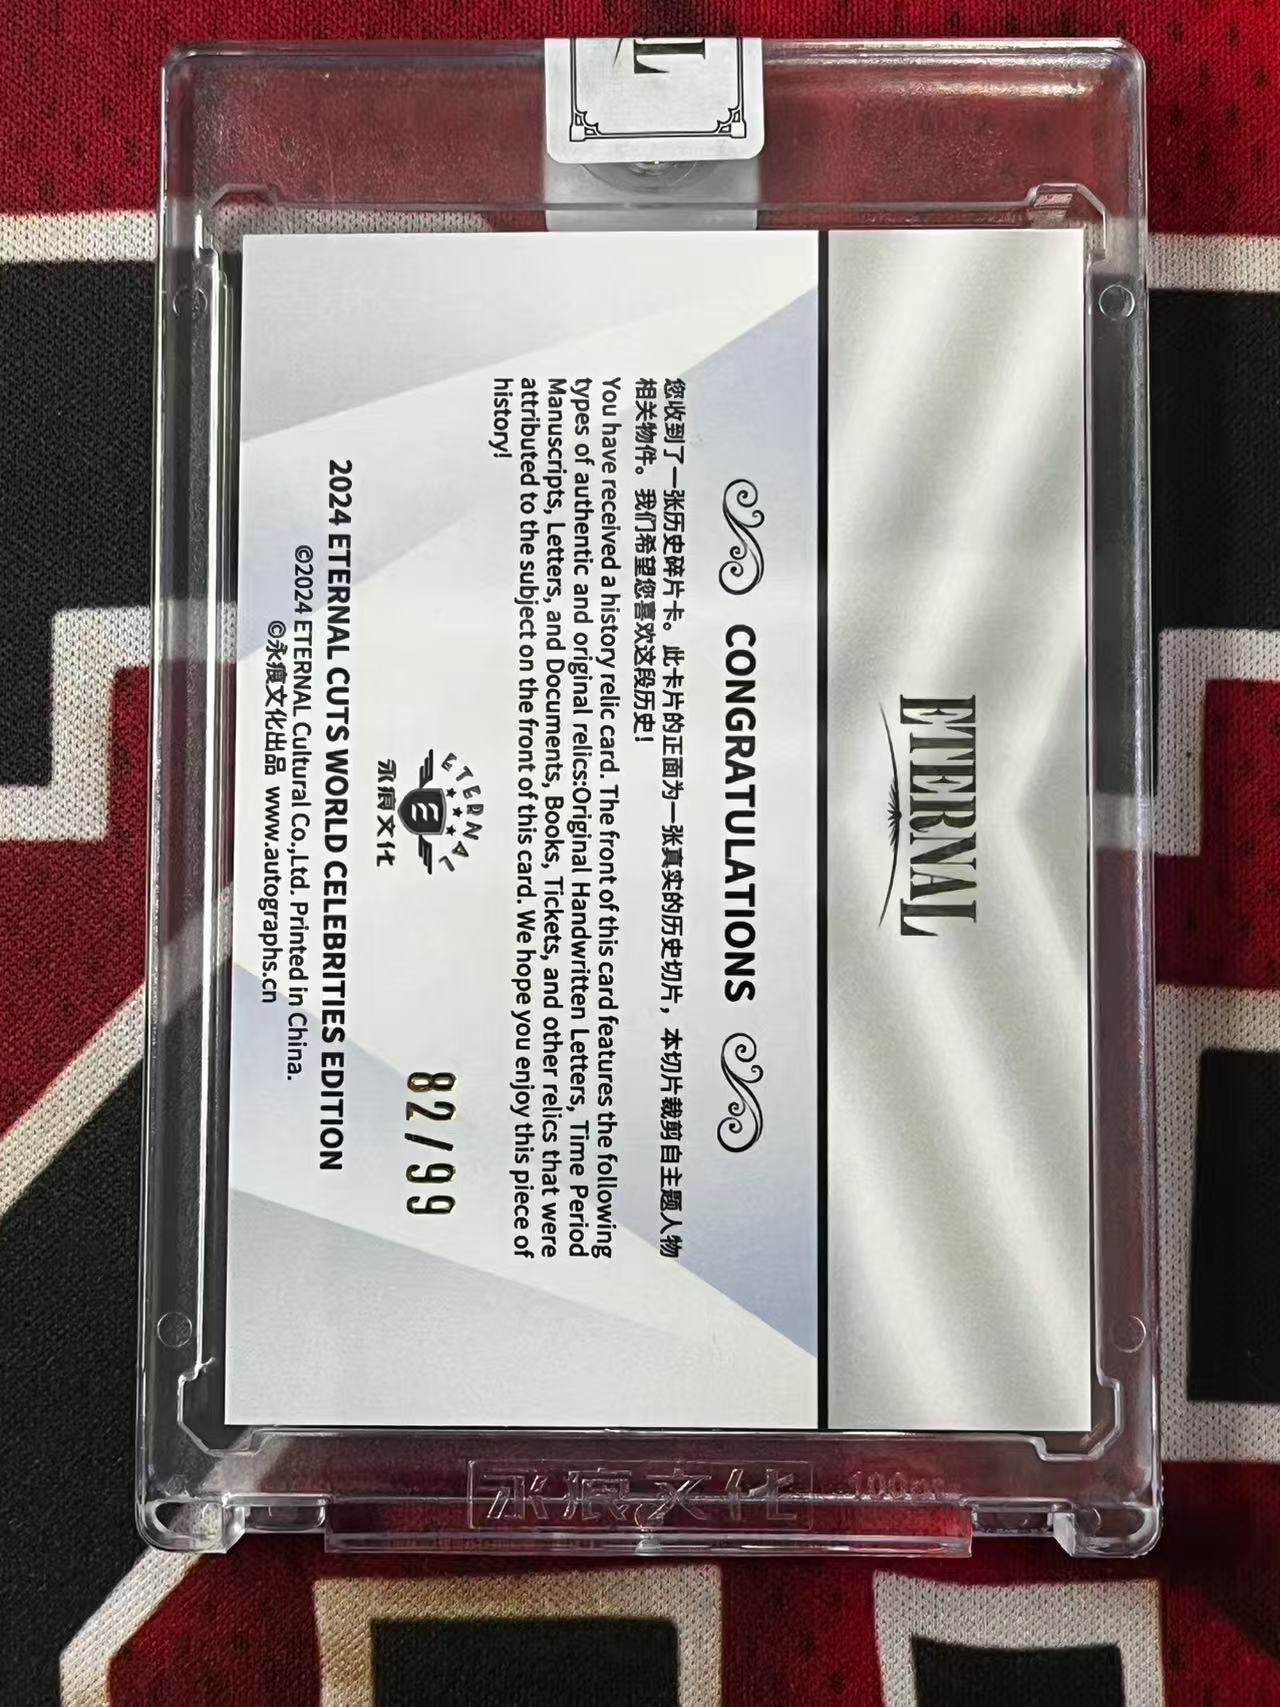 ETERNAL
CONGRATULATIONS
您收到了一张历史碎片卡。此卡片的正面为一张真实的历史切片，本切片裁剪自主题人物
相关物件。我们希望您喜欢这段历史！
You have received a history relic card. The front of this card features the following
types of authentic and original relics:Original Handwritten Letters, Time Period
Manuscripts, Letters, and Documents, Books, Tickets, and other relics that were
attributed to the subject on the front of this card. We hope you enjoy this piece of
history!
ETERNAL
E
永痕文化
82/99
2024 ETERNAL CUTS WORLD CELEBRITIES EDITION
©2024 ETERNAL Cultural Co.,Ltd. Printed in China.
©永痕文化出品 www.autographs.cn
永痕文化
100pt